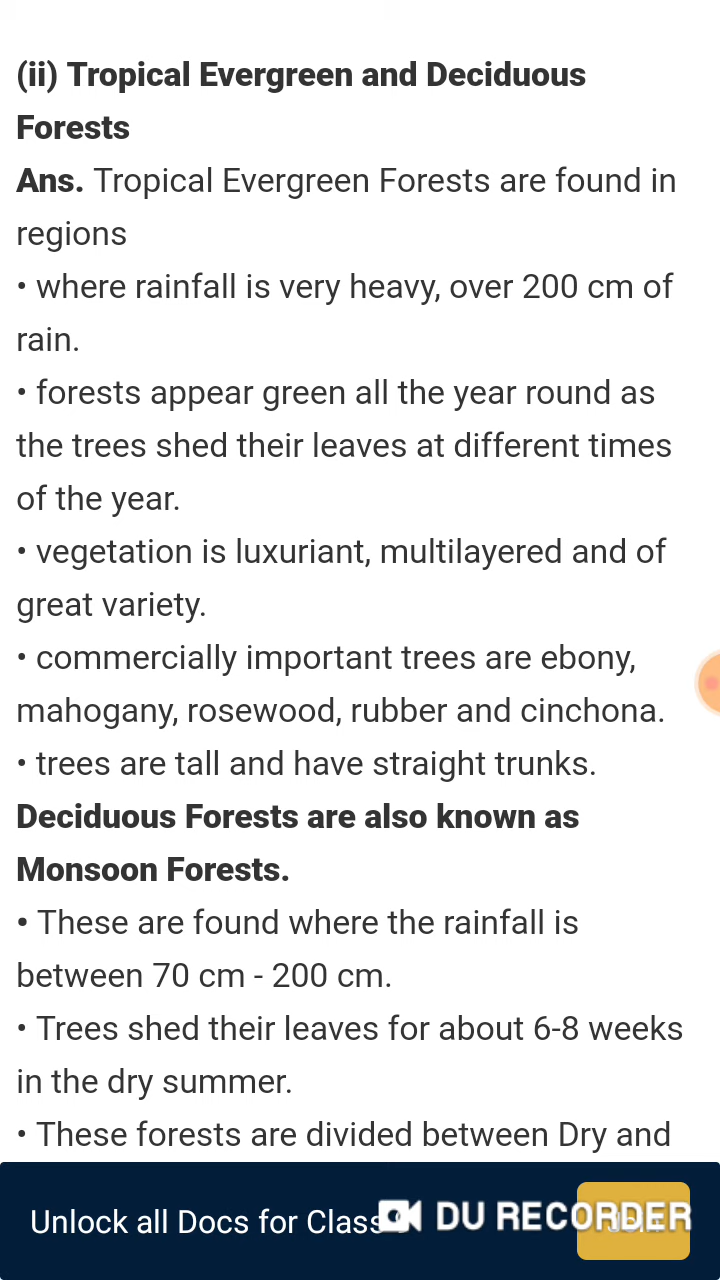 (ii) Tropical Evergreen and Deciduous
Forests
Ans. Tropical Evergreen Forests are found in
regions
• where rainfall is very heavy, over 200 cm of
rain.
• forests appear green all the year round as
the trees shed their leaves at different times
of the year.
• vegetation is luxuriant, multilayered and of
great variety.
• commercially important trees are ebony,
mahogany, rosewood, rubber and cinchona.
• trees are tall and have straight trunks.
Deciduous Forests are also known as
Monsoon Forests.
• These are found where the rainfall is
between 70 cm - 200 cm.
• Trees shed their leaves for about 6-8 weeks
in the dry summer.
• These forests are divided between Dry and
Unlock all Docs for Class
DU RECORDER